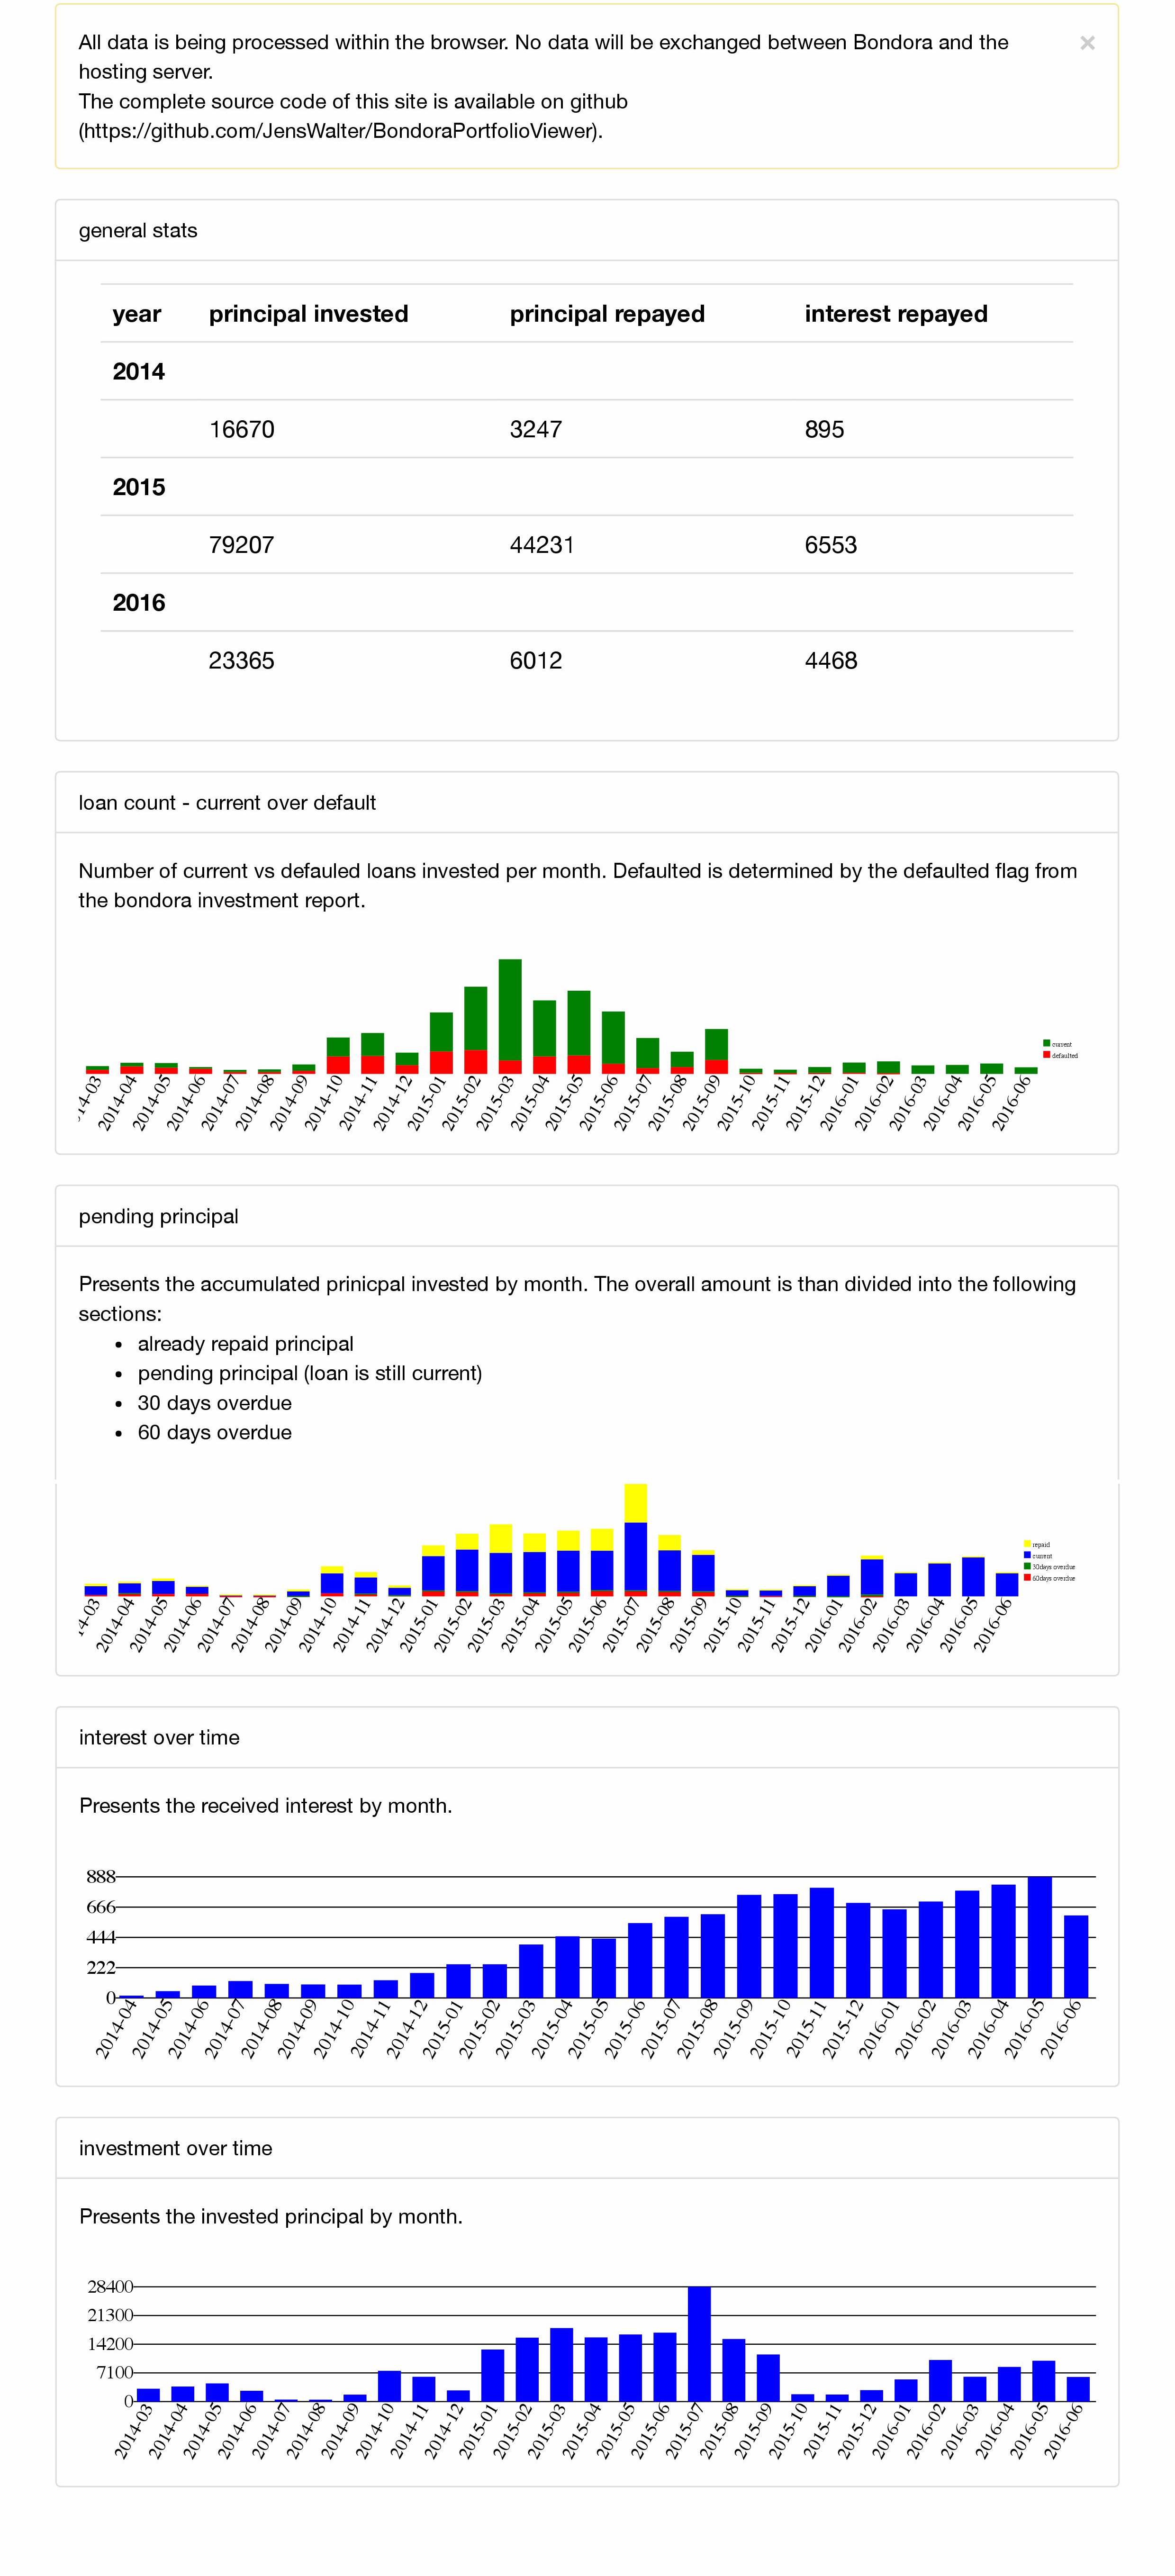 All data is being processed within the browser. No data will be exchanged between Bondora and the
hosting server.
The complete source code of this site is available on github
(https://github.com/JensWalter/BondoraPortfolioViewer).
×
general stats
year principal invested principal repayed interest repayed
2014
16670 3247 895
2015
79207 44231 6553
2016
23365 6012 4468
loan count - current over default
Number of current vs defauled loans invested per month. Defaulted is determined by the defaulted flag from
the bondora investment report.
current
defaulted
14-03 2014-04 2014-05 2014-06 2014-07 2014-08 2014-09 2014-10 2014-11 2014-12 2015-01 2015-02 2015-03 2015-04 2015-05 2015-06 2015-07 2015-08 2015-09 2015-10 2015-11 2015-12 2016-01 2016-02 2016-03 2016-04 2016-05 2016-06
pending principal
Presents the accumulated prinicpal invested by month. The overall amount is than divided into the following
sections:
• already repaid principal
• pending principal (loan is still current)
• 30 days overdue
• 60 days overdue
repaid
current
30days overdue
60days overdue
14-03 2014-04 2014-05 2014-06 2014-07 2014-08 2014-09 2014-10 2014-11 2014-12 2015-01 2015-02 2015-03 2015-04 2015-05 2015-06 2015-07 2015-08 2015-09 2015-10 2015-11 2015-12 2016-01 2016-02 2016-03 2016-04 2016-05 2016-06
interest over time
Presents the received interest by month.
888
666
444
222
0
2014-04 2014-05 2014-06 2014-07 2014-08 2014-09 2014-10 2014-11 2014-12 2015-01 2015-02 2015-03 2015-04 2015-05 2015-06 2015-07 2015-08 2015-09 2015-10 2015-11 2015-12 2016-01 2016-02 2016-03 2016-04 2016-05 2016-06
investment over time
Presents the invested principal by month.
28400
21300
14200
7100
0
2014-03 2014-04 2014-05 2014-06 2014-07 2014-08 2014-09 2014-10 2014-11 2014-12 2015-01 2015-02 2015-03 2015-04 2015-05 2015-06 2015-07 2015-08 2015-09 2015-10 2015-11 2015-12 2016-01 2016-02 2016-03 2016-04 2016-05 2016-06